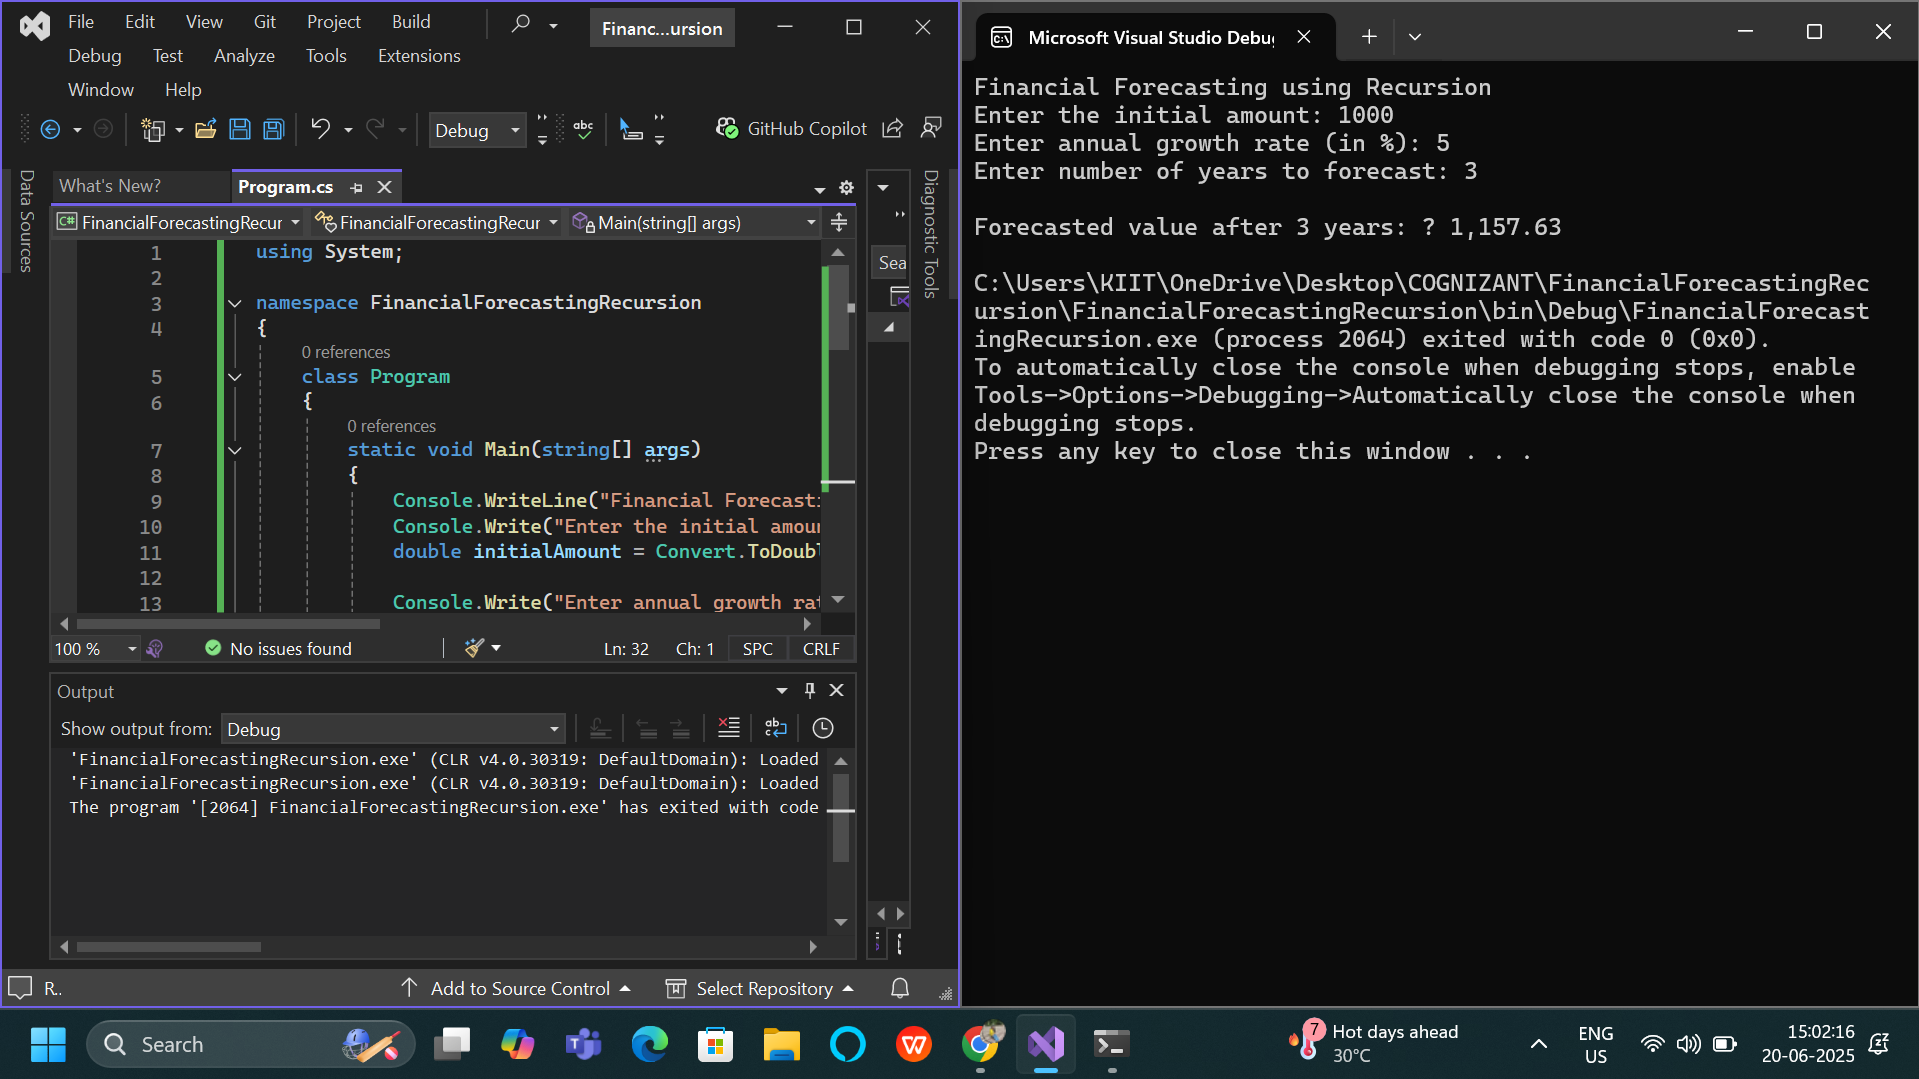 File Edit View Git Project Build
Financ...ursion
Debug Test Analyze Tools Extensions
Window Help
Debug
abc
GitHub Copilot
Data Sources
What's New?
Program.cs
Diagnostic Tools
C# FinancialForecastingRecur
FinancialForecastingRecur
Main(string[] args)
Sea
1 using System;
2
3 namespace FinancialForecastingRecursion
4 {
0 references
5 class Program
6 {
0 references
7 static void Main(string[] args)
8 {
9 Console.WriteLine("Financial Forecasti
10 Console.Write("Enter the initial amoun
11 double initialAmount = Convert.ToDoubl
12
13 Console.Write("Enter annual growth rat
100 %
No issues found
Ln: 32 Ch: 1 SPC CRLF
Output
Show output from: Debug
ab
'FinancialForecastingRecursion.exe' (CLR v4.0.30319: DefaultDomain): Loaded
'FinancialForecastingRecursion.exe' (CLR v4.0.30319: DefaultDomain): Loaded
The program '[2064] FinancialForecastingRecursion.exe' has exited with code
R..
Add to Source Control
Select Repository
Microsoft Visual Studio Debug
Financial Forecasting using Recursion
Enter the initial amount: 1000
Enter annual growth rate (in %): 5
Enter number of years to forecast: 3
Forecasted value after 3 years: ? 1,157.63
C:\Users\KIIT\OneDrive\Desktop\COGNIZANT\FinancialForecastingRec
ursion\FinancialForecastingRecursion\bin\Debug\FinancialForecast
ingRecursion.exe (process 2064) exited with code 0 (0x0).
To automatically close the console when debugging stops, enable
Tools->Options->Debugging->Automatically close the console when
debugging stops.
Press any key to close this window . . .
Search
7
Hot days ahead
30°C
ENG
US
15:02:16
20-06-2025